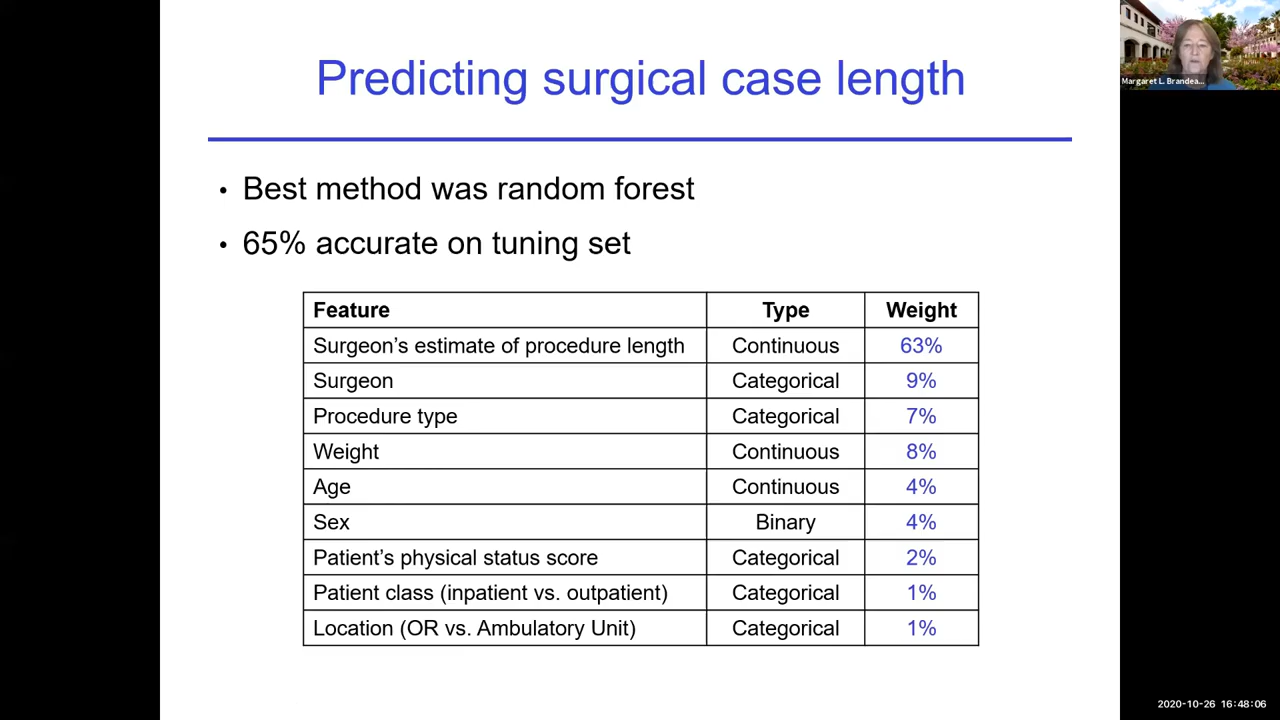 Predicting surgical case length
• Best method was random forest
• 65% accurate on tuning set
Feature Type Weight
Surgeon's estimate of procedure length Continuous 63%
Surgeon Categorical 9%
Procedure type Categorical 7%
Weight Continuous 8%
Age Continuous 4%
Sex Binary 4%
Patient's physical status score Categorical 2%
Patient class (inpatient vs. outpatient) Categorical 1%
Location (OR vs. Ambulatory Unit) Categorical 1%
Margaret L. Brandea...
2020-10-26 16:48:06